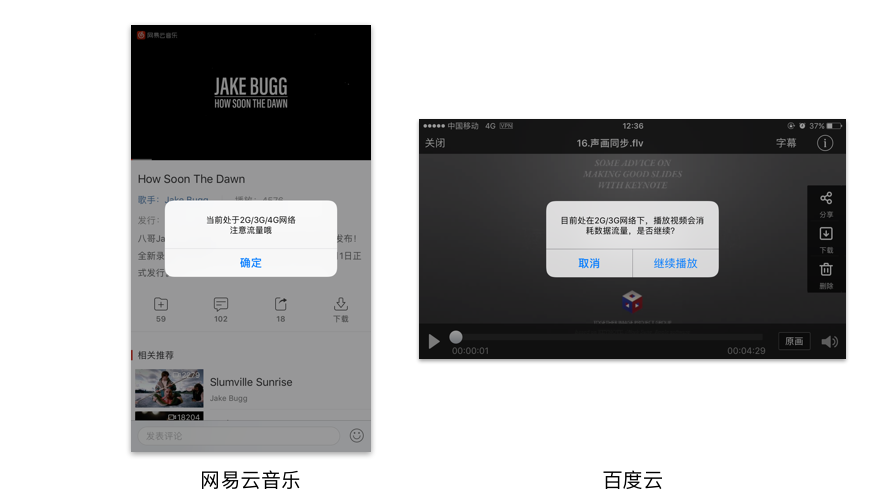 网易云音乐
JAKE BUGG
HOW SOON THE DAWN
How Soon The Dawn
歌手：Jake Bugg 播放：4576
发行：
八哥Ja
发布！
全新录
1日正
式发行
当前处于2G/3G/4G网络
注意流量哦
确定
59
102
18
下载
相关推荐
Slumville Sunrise
Jake Bugg
18204
发表评论
网易云音乐
中国移动 4G VPN
12:36
37%
关闭
16.声画同步.flv
字幕
SOME ADVICE ON
MAKING GOOD SLIDES
WITH KEYNOTE
分享
下载
删除
目前处在2G/3G网络下，播放视频会消
耗数据流量，是否继续?
取消
继续播放
00:00:01
00:04:29
原画
百度云